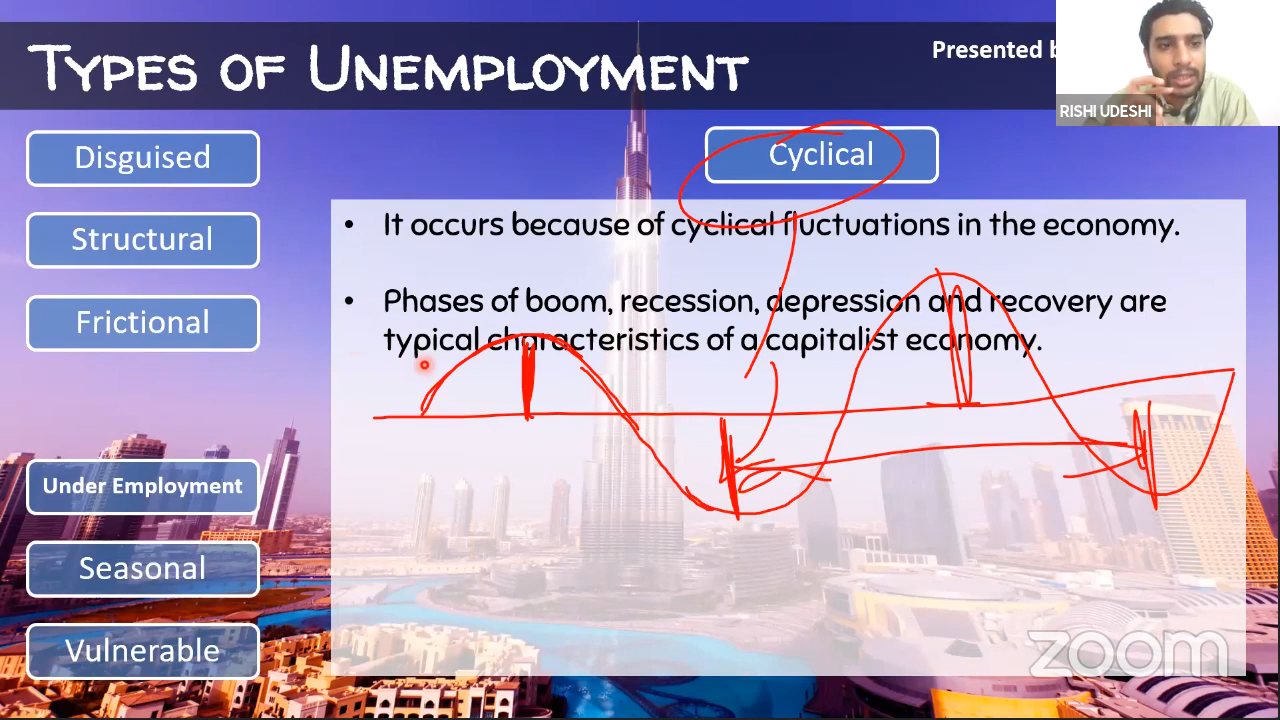 TYPES OF UNEMPLOYMENT
Presented b
RISHI UDESHI
Disguised
Structural
Frictional
Under Employment
Seasonal
Vulnerable
Cyclical
• It occurs because of cyclical fluctuations in the economy.
• Phases of boom, recession, depression and recovery are
typical characteristics of a capitalist economy.
zoom